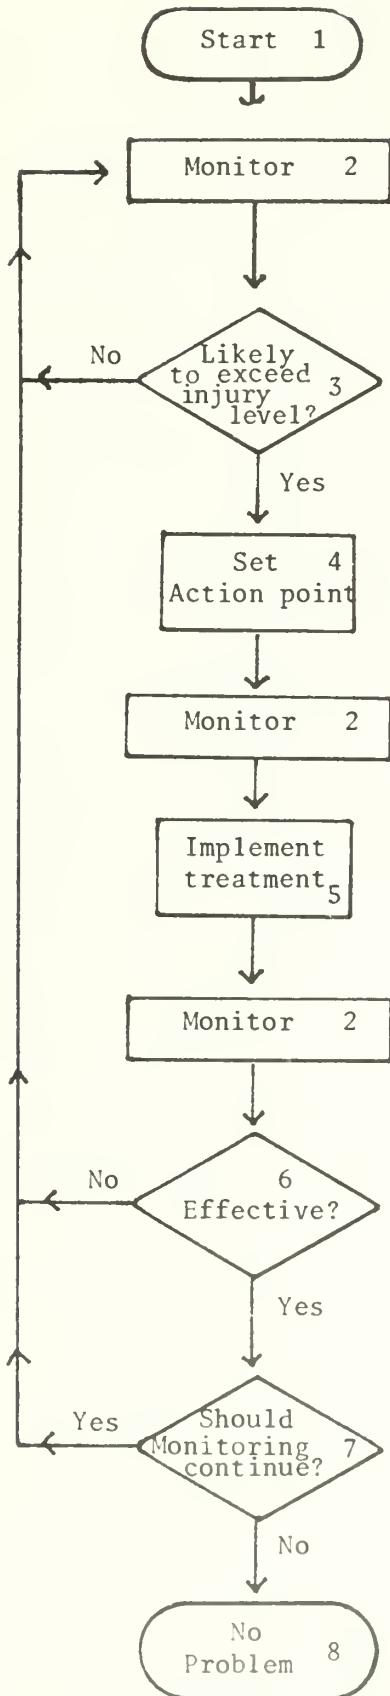 Start 1
Monitor 2
No
Likely
to exceed
injury 3
level?
Yes
Set 4
Action point
Monitor 2
Implement
treatment 5
Monitor 2
No
6
Effective?
Yes
Yes
Should
Monitoring 7
continue?
No
No
Problem 8